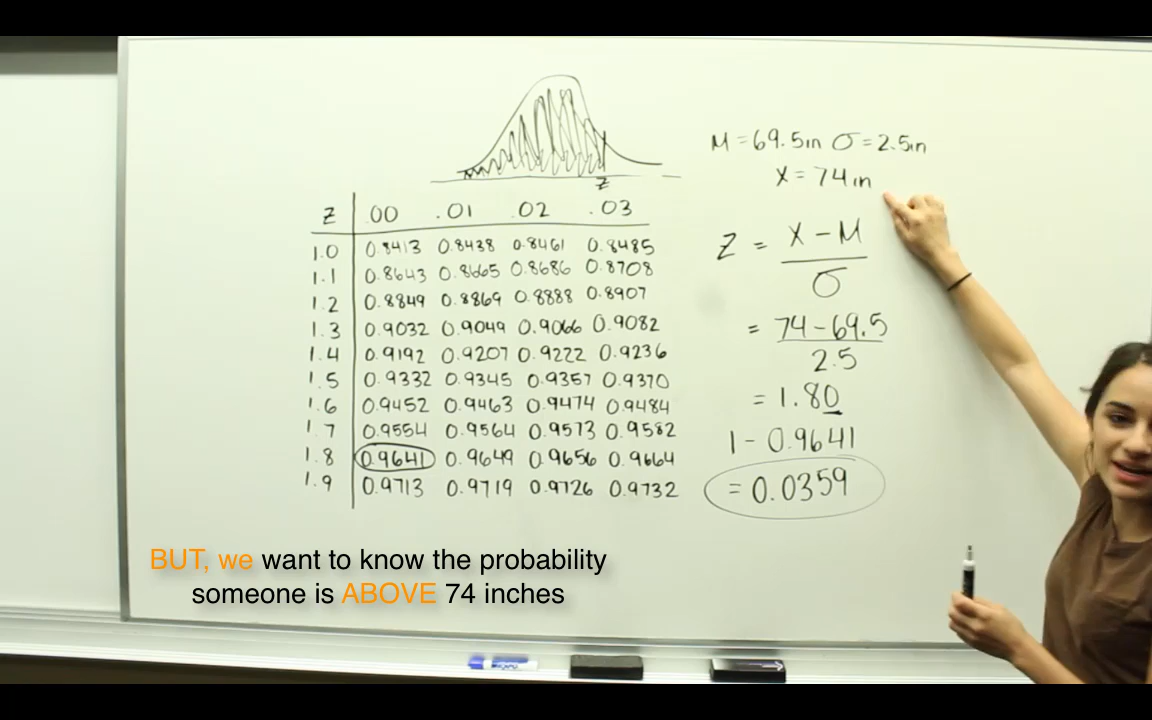 M = 69.5in σ = 2.5in
X = 74in
z
Z .00 .01 .02 .03
1.0 0.8413 0.8438 0.8461 0.8485
1.1 0.8643 0.8665 0.8686 0.8708
1.2 0.8849 0.8869 0.8888 0.8907
1.3 0.9032 0.9049 0.9066 0.9082
1.4 0.9192 0.9207 0.9222 0.9236
1.5 0.9332 0.9345 0.9357 0.9370
1.6 0.9452 0.9463 0.9474 0.9484
1.7 0.9554 0.9564 0.9573 0.9582
1.8 0.9641 0.9649 0.9656 0.9664
1.9 0.9713 0.9719 0.9726 0.9732
Z = X - M
σ
= 74 - 69.5
2.5
= 1.80
1 - 0.9641
= 0.0359
BUT, we want to know the probability
someone is ABOVE 74 inches